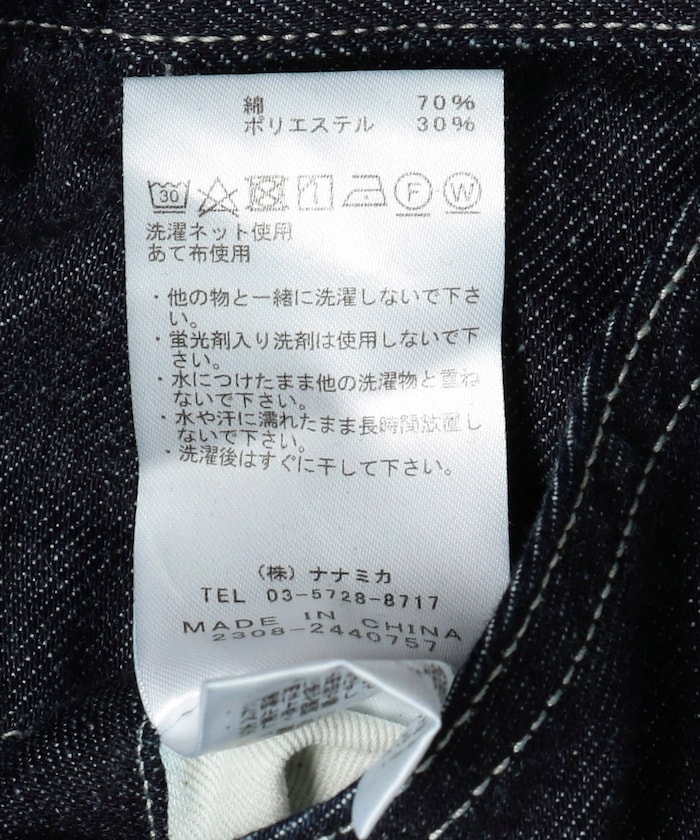 綿 70%
ポリエステル 30%
30 F W
洗濯ネット使用
あて布使用
・他の物と一緒に洗濯しないで下さ
い。
・蛍光剤入り洗剤は使用しないで下
さい。
・水につけたまま他の洗濯物と重ね
ないで下さい。
・水や汗に濡れたまま長時間放置し
ないで下さい。
・洗濯後はすぐに干して下さい。
(株) ナナミカ
TEL 03-5728-8717
MADE IN CHINA
2308-2440757